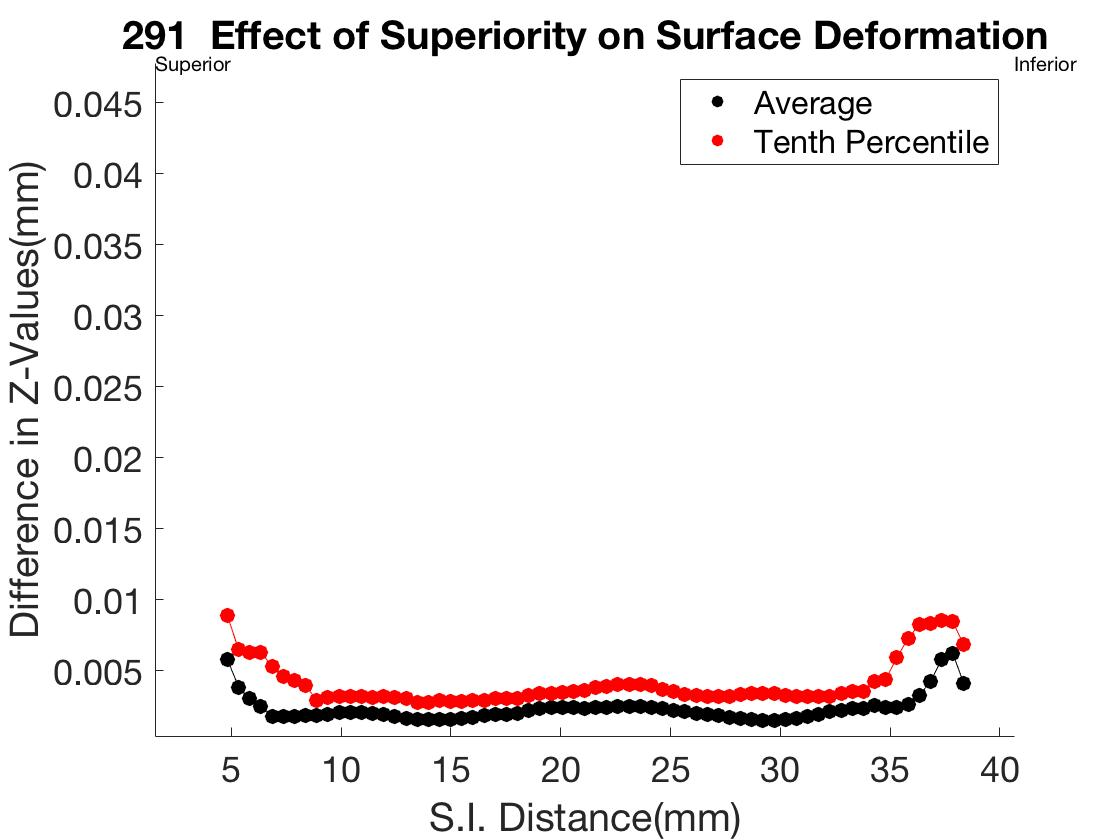 291  Effect of Superiority on Surface Deformation
Superior
Inferior
Average
Tenth Percentile
0.045
0.04
0.035
0.03
0.025
0.02
0.015
0.01
0.005
Difference in Z-Values(mm)
5 10 15 20 25 30 35 40
S.I. Distance(mm)